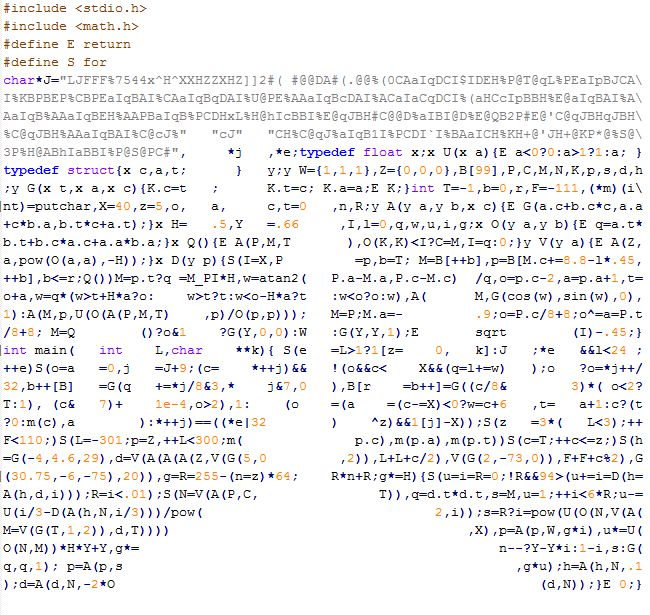 #include <stdio.h>
#include <math.h>
#define E return
#define S for
char*J="LJFFF%7544x^H^XXHZZXHZ]]2#( #@@DA#(.@@%(0CAaIqDCI$IDEH%P@T@qL%PEaIpBJCA\
I%KBPBEP%CBPEaIqBAI%CAaIqBqDAI%U@PE%AAaIqBcDAI%ACaIaCqDCI%(aHCcIpBBH%E@aIqBAI%A\
AaIqB%AAaIqBEH%AAPBaIqB%PCDHxL%H@hIcBBI%E@qJBH#C@@D%aIBI@D%E@QB2P#E@'C@qJBHqJBH\
%C@qJBH%AAaIqBAI%C@cJ%"    "cJ"    "CH%C@qJ%aIqB1I%PCDI`I%BAaICH%KH+@'JH+@KP*@%S@\
3P%H@ABhIaBBI%P@S@PC#",      *j    ,*e;typedef float x;x U(x a){E a<0?0:a>1?1:a; }
typedef struct{x c,a,t;     }    y;y W={1,1,1},Z={0,0,0},B[99],P,C,M,N,K,p,s,d,h
;y G(x t,x a,x c){K.c=t     ;    K.t=c; K.a=a;E K;}int T=-1,b=0,r,F=-111,(*m)(i\
nt)=putchar,X=40,z=5,o,     a,    c,t=0    ,n,R;y A(y a,y b,x c){E G(a.c+b.c*c,a.a
+c*b.a,b.t*c+a.t);}x H=    .5,Y  =.66      ,I,l=0,q,w,u,i,g;x O(y a,y b){E q=a.t*
b.t+b.c*a.c+a.a*b.a;}x Q(){E A(P,M,T       ),O(K,K)<I?C=M,I=q:0;}y V(y a){E A(Z,
a,pow(O(a,a),-H));}x D(y p){S(I=X,P        =p,b=T; M=B[++b],p=B[M.c+=8.8-l*.45,
++b],b<=r;Q())M=p.t?q =M_PI*H,w=atan2(     P.a-M.a,P.c-M.c)  /q,o=p.c-2,a=p.a+1,t=
o+a,w=q*(w>t+H*a?o:    w>t?t:w<o-H*a?t     :w<o?o:w),A(      M,G(cos(w),sin(w),0),
1):A(M,p,U(O(A(P,M,T)     ,p)/O(p,p)));    M=P;M.a=-      .9;o=P.c/8+8;o^=a=P.t
/8+8; M=Q        ()?o&1    ?G(Y,0,0):W    :G(Y,Y,1);E       sqrt      (I)-.45;}
int main(    int    L,char    **k){  S(e    =L>1?1[z=    0,    k]:J    ;*e   &&l<24 ;
++e)S(o=a    =0,j    =J+9;(c=    *++j)&&    !(o&&c<    X&&(q=l+=w)    );o   ?o=*j++/
32,b++[B]    =G(q   +=*j/8&3,*    j&7,0    ),B[r    =b++]=G((c/8&     3)*( o<2?
T:1), (c&    7)+    1e-4,o>2),1:     (o    =(a    =(c-=X)<0?w=c+6    ,t=   a+1:c?(t
)?0:m(c),a    ):*++j)==((*e|32        )    ^z)&&1[j]-X));S(z    =3*(   L<3);++
F<110;)S(L=-301;p=Z,++L<300;m(             p.c),m(p.a),m(p.t))S(c=T;++c<=z;)S(h
=G(-4,4.6,29),d=V(A(A(A(Z,V(G(5,0          ,2)),L+L+c/2),V(G(2,-73,0)),F+F+c%2),G
(30.75,-6,-75),20)),g=R=255-(n=z)*64;      R*n+R;g*=H){S(u=i=R=0;!R&&94>(u+=i=D(h=
A(h,d,i)));R=i<.01);S(N=V(A(P,C,           T)),q=d.t*d.t,s=M,u=1;++i<6*R;u-=
U(i/3-D(A(h,N,i/3)))/pow(                  2,i));s=R?i=pow(U(O(N,V(A(
M=V(G(T,1,2)),d,T))))                      ,X),p=A(p,W,g*i),u*=U(
O(N,M))*H*Y+Y,g*=                          n--?Y-Y*i:1-i,s:G(
q,q,1); p=A(p,s                            ,g*u);h=A(h,N,.1
);d=A(d,N,-2*O                             (d,N));}E 0;}